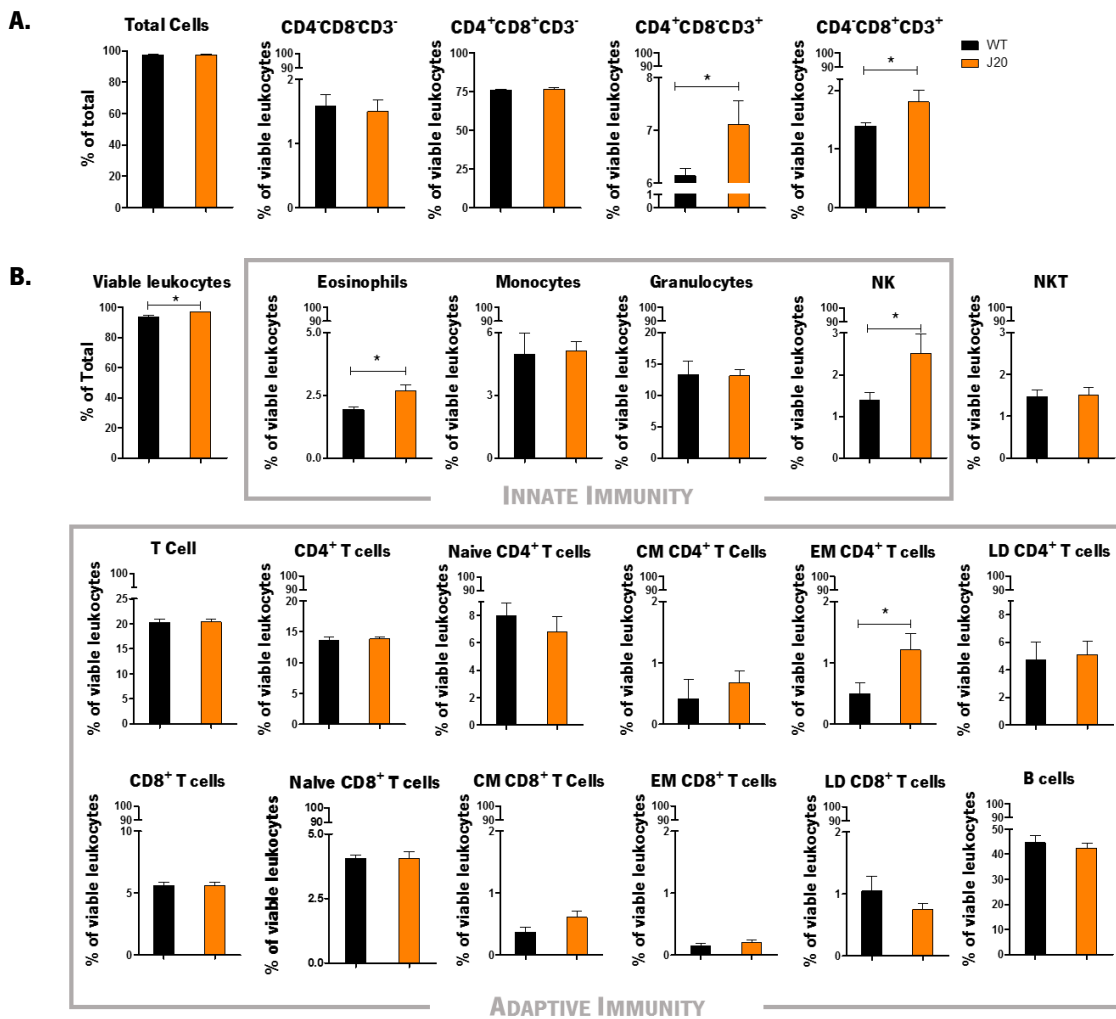 A.
Total Cells
% of total
100
80
60
40
20
0
CD4⁻CD8⁻CD3⁻
% of viable leukocytes
100
90
2
1
0
CD4⁺CD8⁺CD3⁻
% of viable leukocytes
100
90
75
50
25
0
CD4⁺CD8⁻CD3⁺
% of viable leukocytes
100
90
8
7
6
1
0
*
CD4⁻CD8⁺CD3⁺
% of viable leukocytes
100
90
2
1
0
*
WT
J20
B.
Viable leukocytes
% of Total
100
80
60
40
20
0
*
Eosinophils
% of viable leukocytes
100
90
5.0
2.5
0.0
*
Monocytes
% of viable leukocytes
100
90
6
3
0
Granulocytes
% of viable leukocytes
100
90
20
15
10
5
0
NK
% of viable leukocytes
100
90
3
2
1
0
*
NKT
% of viable leukocytes
100
90
3
2
1
0
INNATE IMMUNITY
T Cell
% of viable leukocytes
100
25
20
15
10
5
0
CD4⁺ T cells
% of viable leukocytes
100
90
20
15
10
5
0
Naive CD4⁺ T cells
% of viable leukocytes
100
90
8
6
4
2
0
CM CD4⁺ T Cells
% of viable leukocytes
100
90
2
1
0
EM CD4⁺ T cells
% of viable leukocytes
100
90
2
1
0
*
LD CD4⁺ T cells
% of viable leukocytes
100
90
8
6
4
2
0
CD8⁺ T cells
% of viable leukocytes
100
90
10
5
0
Naïve CD8⁺ T cells
% of viable leukocytes
100
90
5.0
2.5
0.0
CM CD8⁺ T Cells
% of viable leukocytes
100
90
2
1
0
EM CD8⁺ T cells
% of viable leukocytes
100
90
2
1
0
LD CD8⁺ T cells
% of viable leukocytes
100
90
2
1
0
B cells
% of viable leukocytes
100
90
50
40
30
20
10
0
ADAPTIVE IMMUNITY